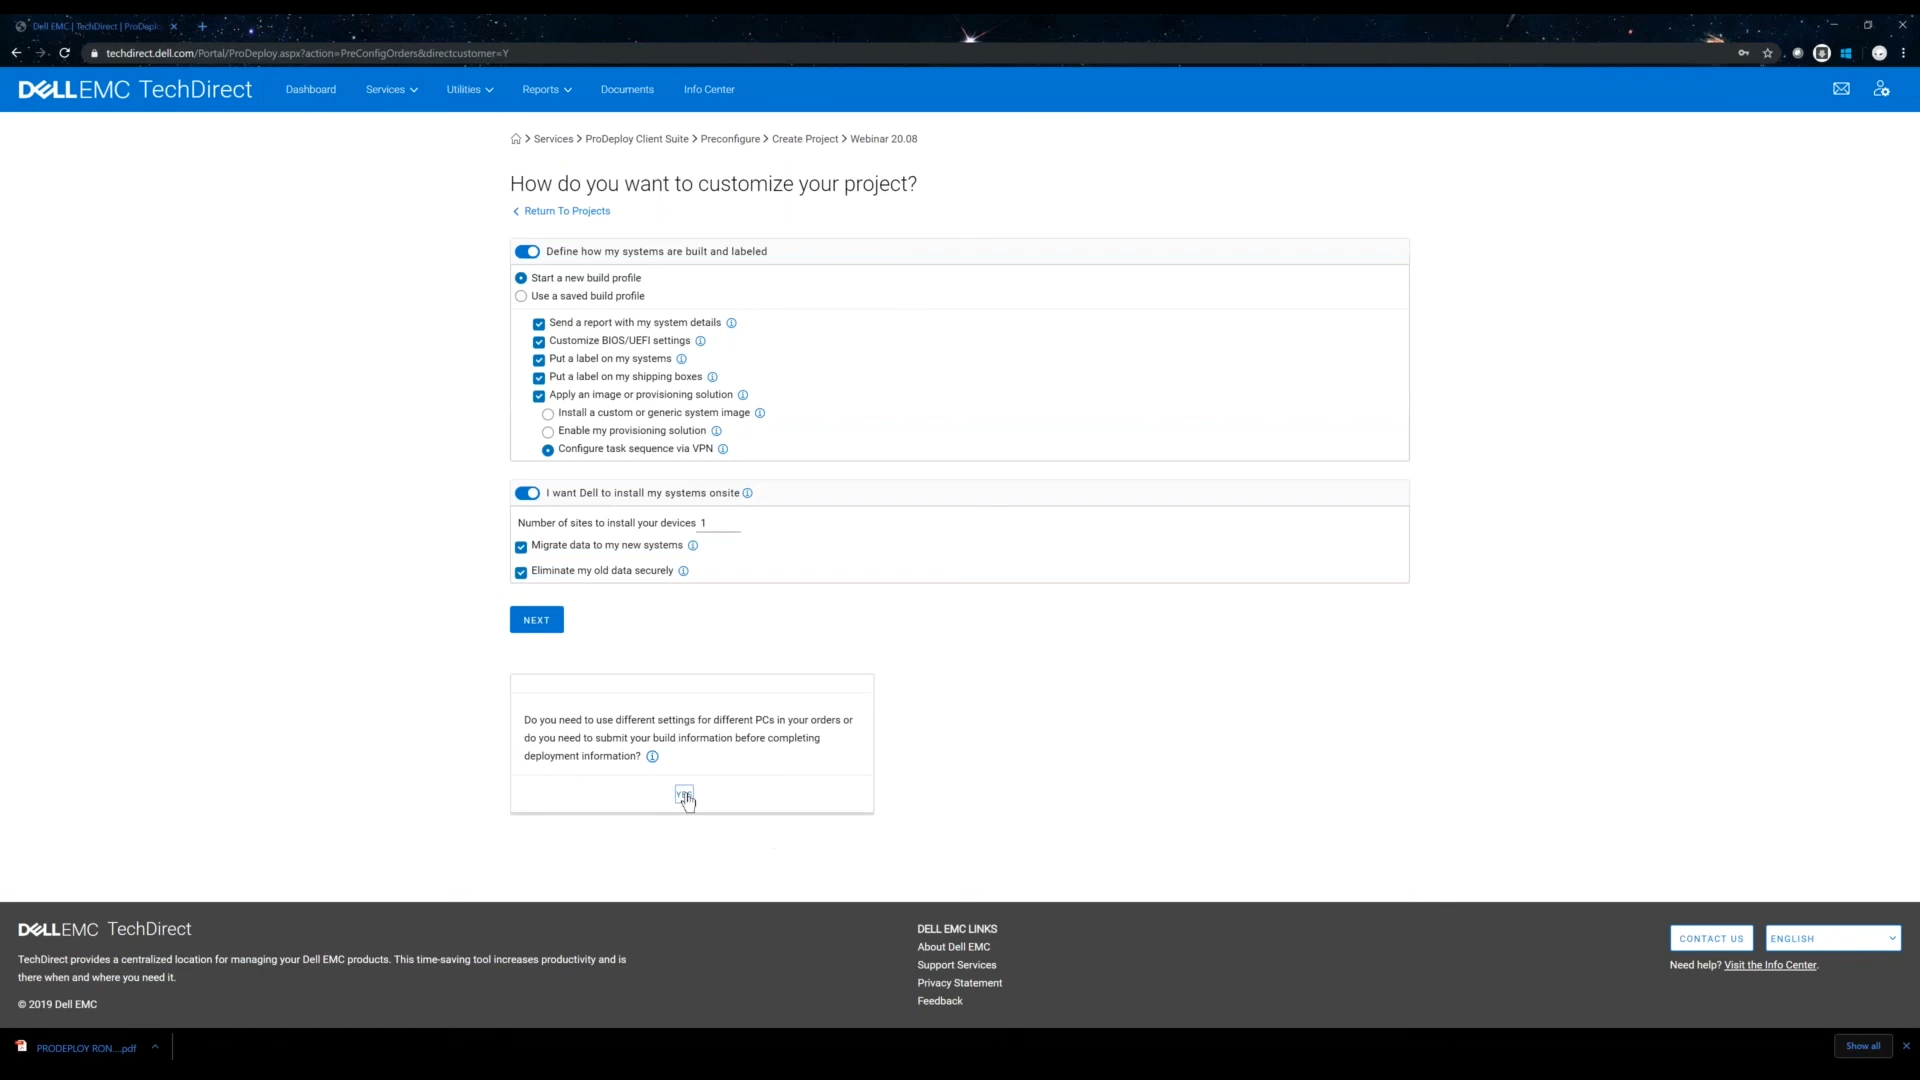 Dell EMC | TechDirect | ProDeplo
techdirect.dell.com/Portal/ProDeploy.aspx?action=PreConfigOrders&directcustomer=Y
DELLEMC TechDirect
Dashboard
Services
Utilities
Reports
Documents
Info Center
> Services > ProDeploy Client Suite > Preconfigure > Create Project > Webinar 20.08
How do you want to customize your project?
< Return To Projects
Define how my systems are built and labeled
Start a new build profile
Use a saved build profile
Send a report with my system details
Customize BIOS/UEFI settings
Put a label on my systems
Put a label on my shipping boxes
Apply an image or provisioning solution
Install a custom or generic system image
Enable my provisioning solution
Configure task sequence via VPN
I want Dell to install my systems onsite
Number of sites to install your devices 1
Migrate data to my new systems
Eliminate my old data securely
NEXT
Do you need to use different settings for different PCs in your orders or
do you need to submit your build information before completing
deployment information?
YES
DELLEMC TechDirect
TechDirect provides a centralized location for managing your Dell EMC products. This time-saving tool increases productivity and is
there when and where you need it.
© 2019 Dell EMC
DELL EMC LINKS
About Dell EMC
Support Services
Privacy Statement
Feedback
CONTACT US
ENGLISH
Need help? Visit the Info Center.
PRODEPLOY RON....pdf
Show all